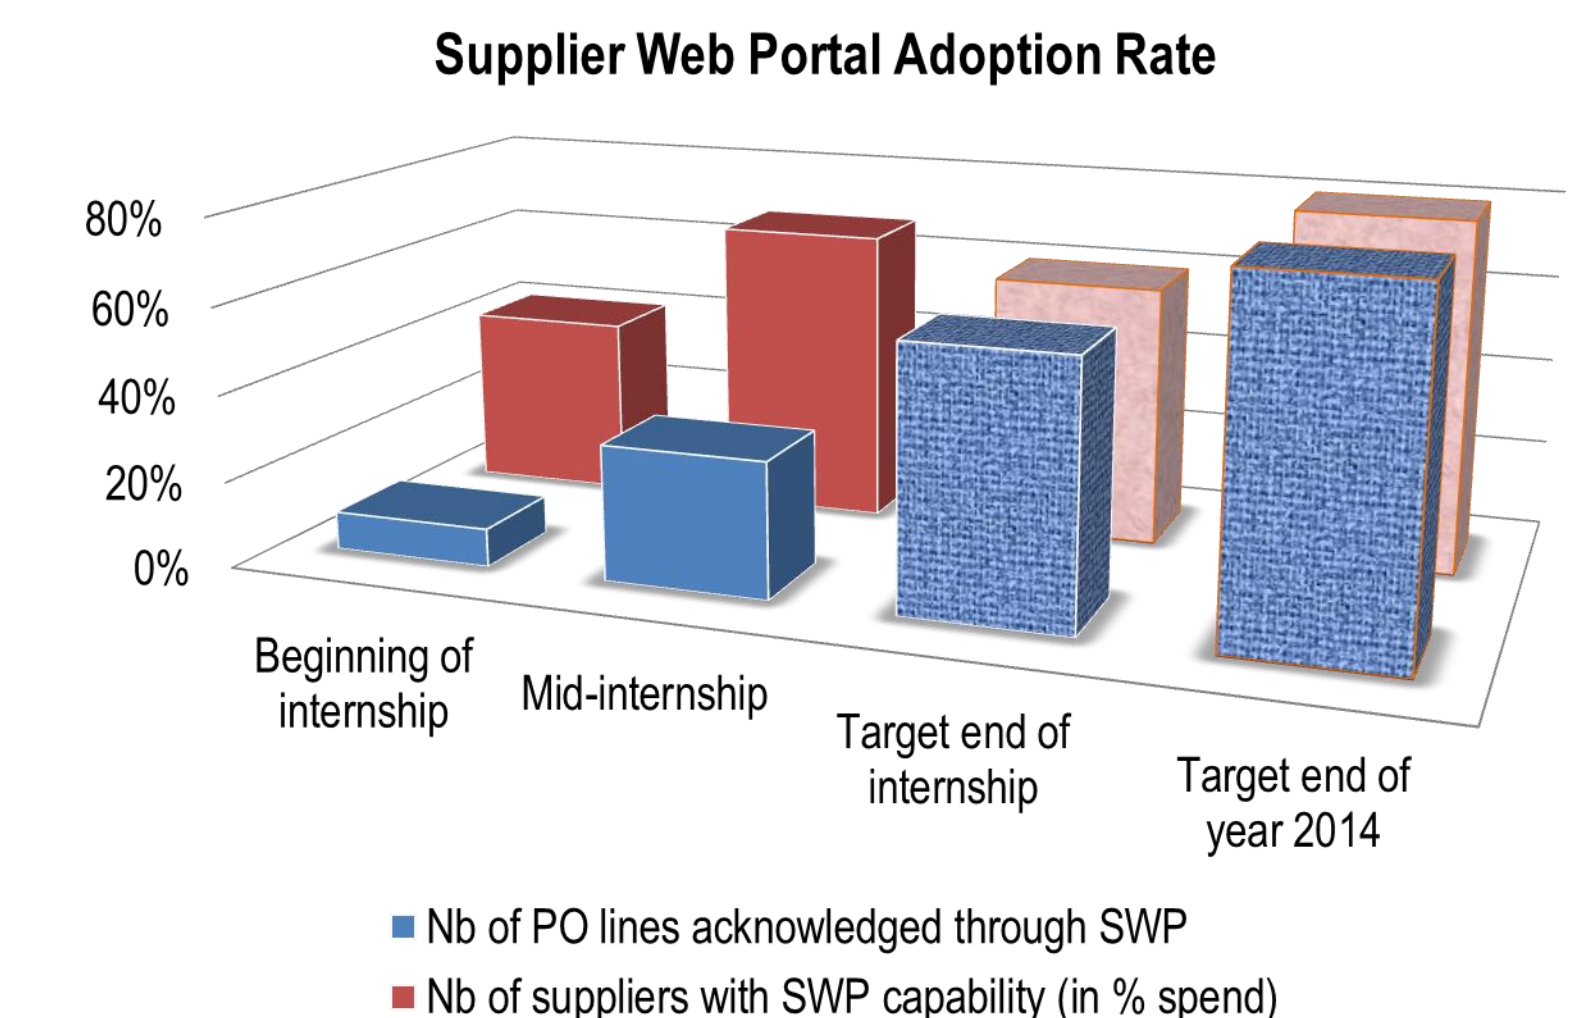 Supplier Web Portal Adoption Rate
80%
60%
40%
20%
0%
Beginning of
internship
Mid-internship
Target end of
internship
Target end of
year 2014
Nb of PO lines acknowledged through SWP
Nb of suppliers with SWP capability (in % spend)